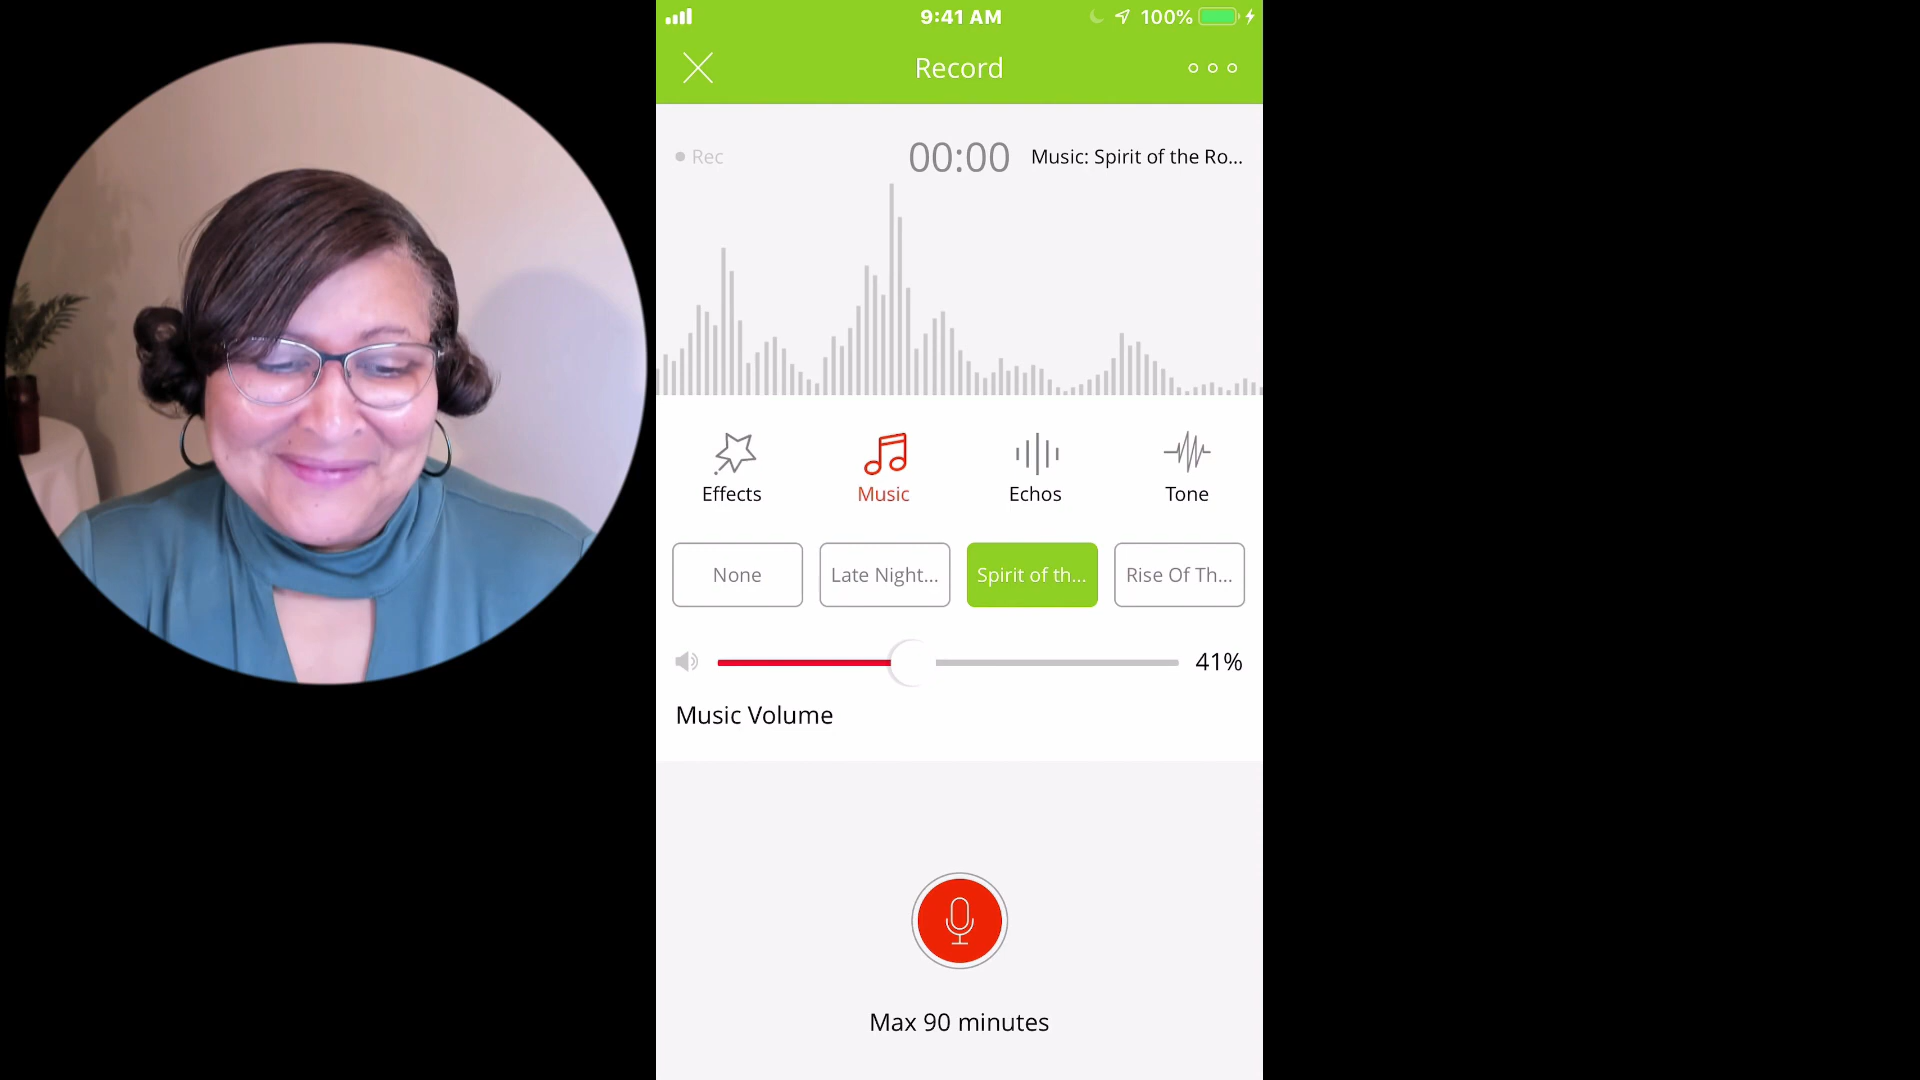 9:41 AM
100%
Record
Rec
00:00
Music: Spirit of the Ro...
Effects
Music
Echos
Tone
None
Late Night...
Spirit of th...
Rise Of Th...
41%
Music Volume
Max 90 minutes